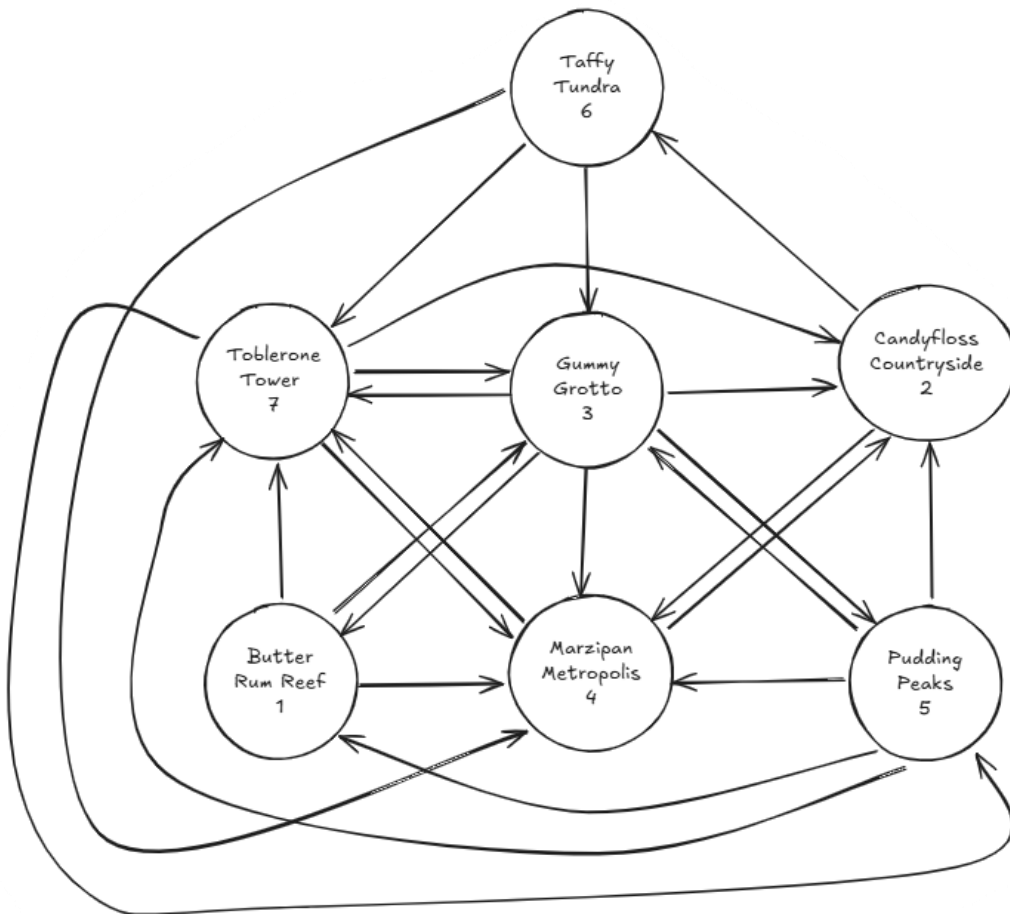 Taffy
Tundra
6
Toblerone
Tower
7
Gummy
Grotto
3
Candyfloss
Countryside
2
Butter
Rum Reef
1
Marzipan
Metropolis
4
Pudding
Peaks
5